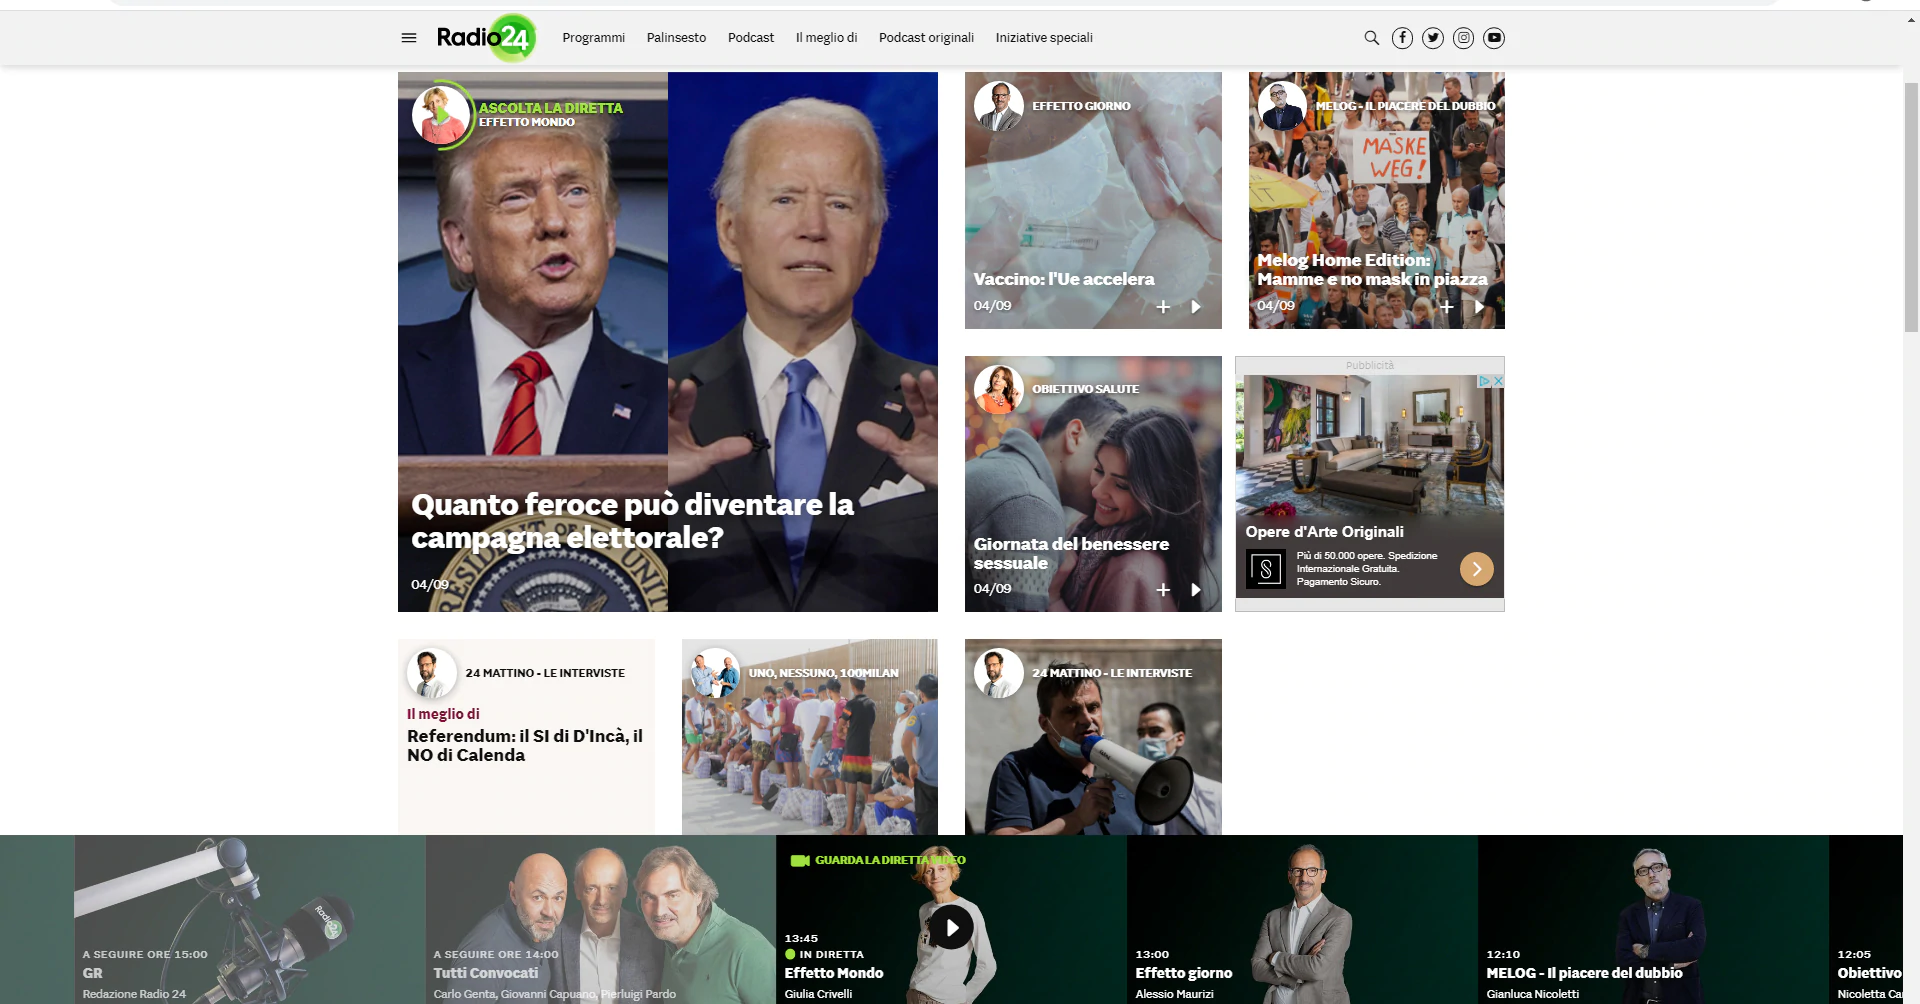 Radio24
Programmi
Palinsesto
Podcast
Il meglio di
Podcast originali
Iniziative speciali
ASCOLTA LA DIRETTA
EFFETTO MONDO
Quanto feroce può diventare la
campagna elettorale?
04/09
EFFETTO GIORNO
Vaccino: l'Ue accelera
04/09
MELOG - IL PIACERE DEL DUBBIO
MASKE
WEG!
Melog Home Edition:
Mamme e no mask in piazza
04/09
OBIETTIVO SALUTE
Giornata del benessere
sessuale
04/09
Pubblicità
Opere d'Arte Originali
Più di 50.000 opere. Spedizione
Internazionale Gratuita.
Pagamento Sicuro.
24 MATTINO - LE INTERVISTE
Il meglio di
Referendum: il SI di D'Incà, il
NO di Calenda
UNO, NESSUNO, 100MILAN
24 MATTINO - LE INTERVISTE
Radio24
A SEGUIRE ORE 15:00
GR
Redazione Radio 24
A SEGUIRE ORE 14:00
Tutti Convocati
Carlo Genta, Giovanni Capuano, Pierluigi Pardo
GUARDA LA DIRETTA VIDEO
13:45
IN DIRETTA
Effetto Mondo
Giulia Crivelli
13:00
Effetto giorno
Alessio Maurizi
12:10
MELOG - Il piacere del dubbio
Gianluca Nicoletti
12:05
Obiettivo
Nicoletta Ca